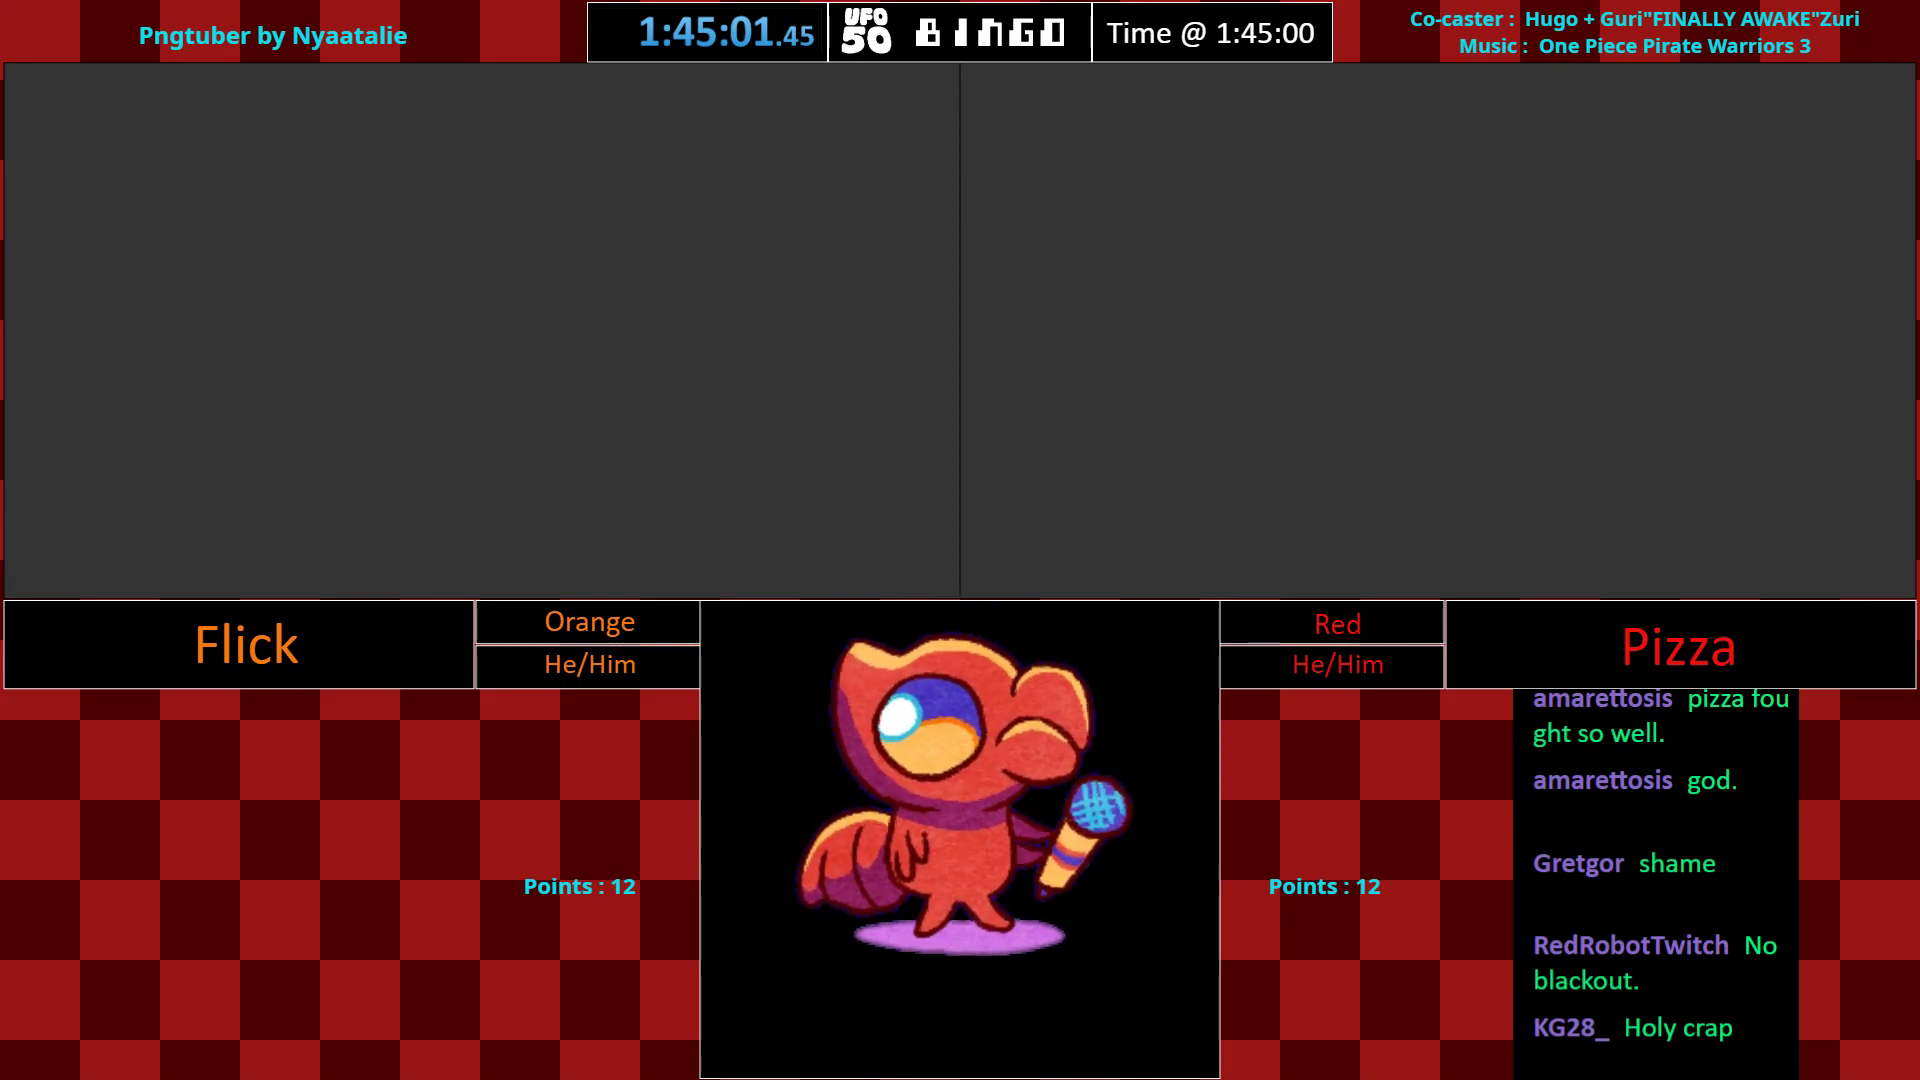 Pngtuber by Nyaatalie
1:45:01.45
UFO 50
BINGO
Time @ 1:45:00
Co-caster : Hugo + Guri"FINALLY AWAKE"Zuri
Music : One Piece Pirate Warriors 3
Flick
Orange
He/Him
Red
He/Him
Pizza
Points : 12
Points : 12
amarettosis pizza fou
ght so well.
amarettosis god.
Gretgor shame
RedRobotTwitch No
blackout.
KG28_ Holy crap